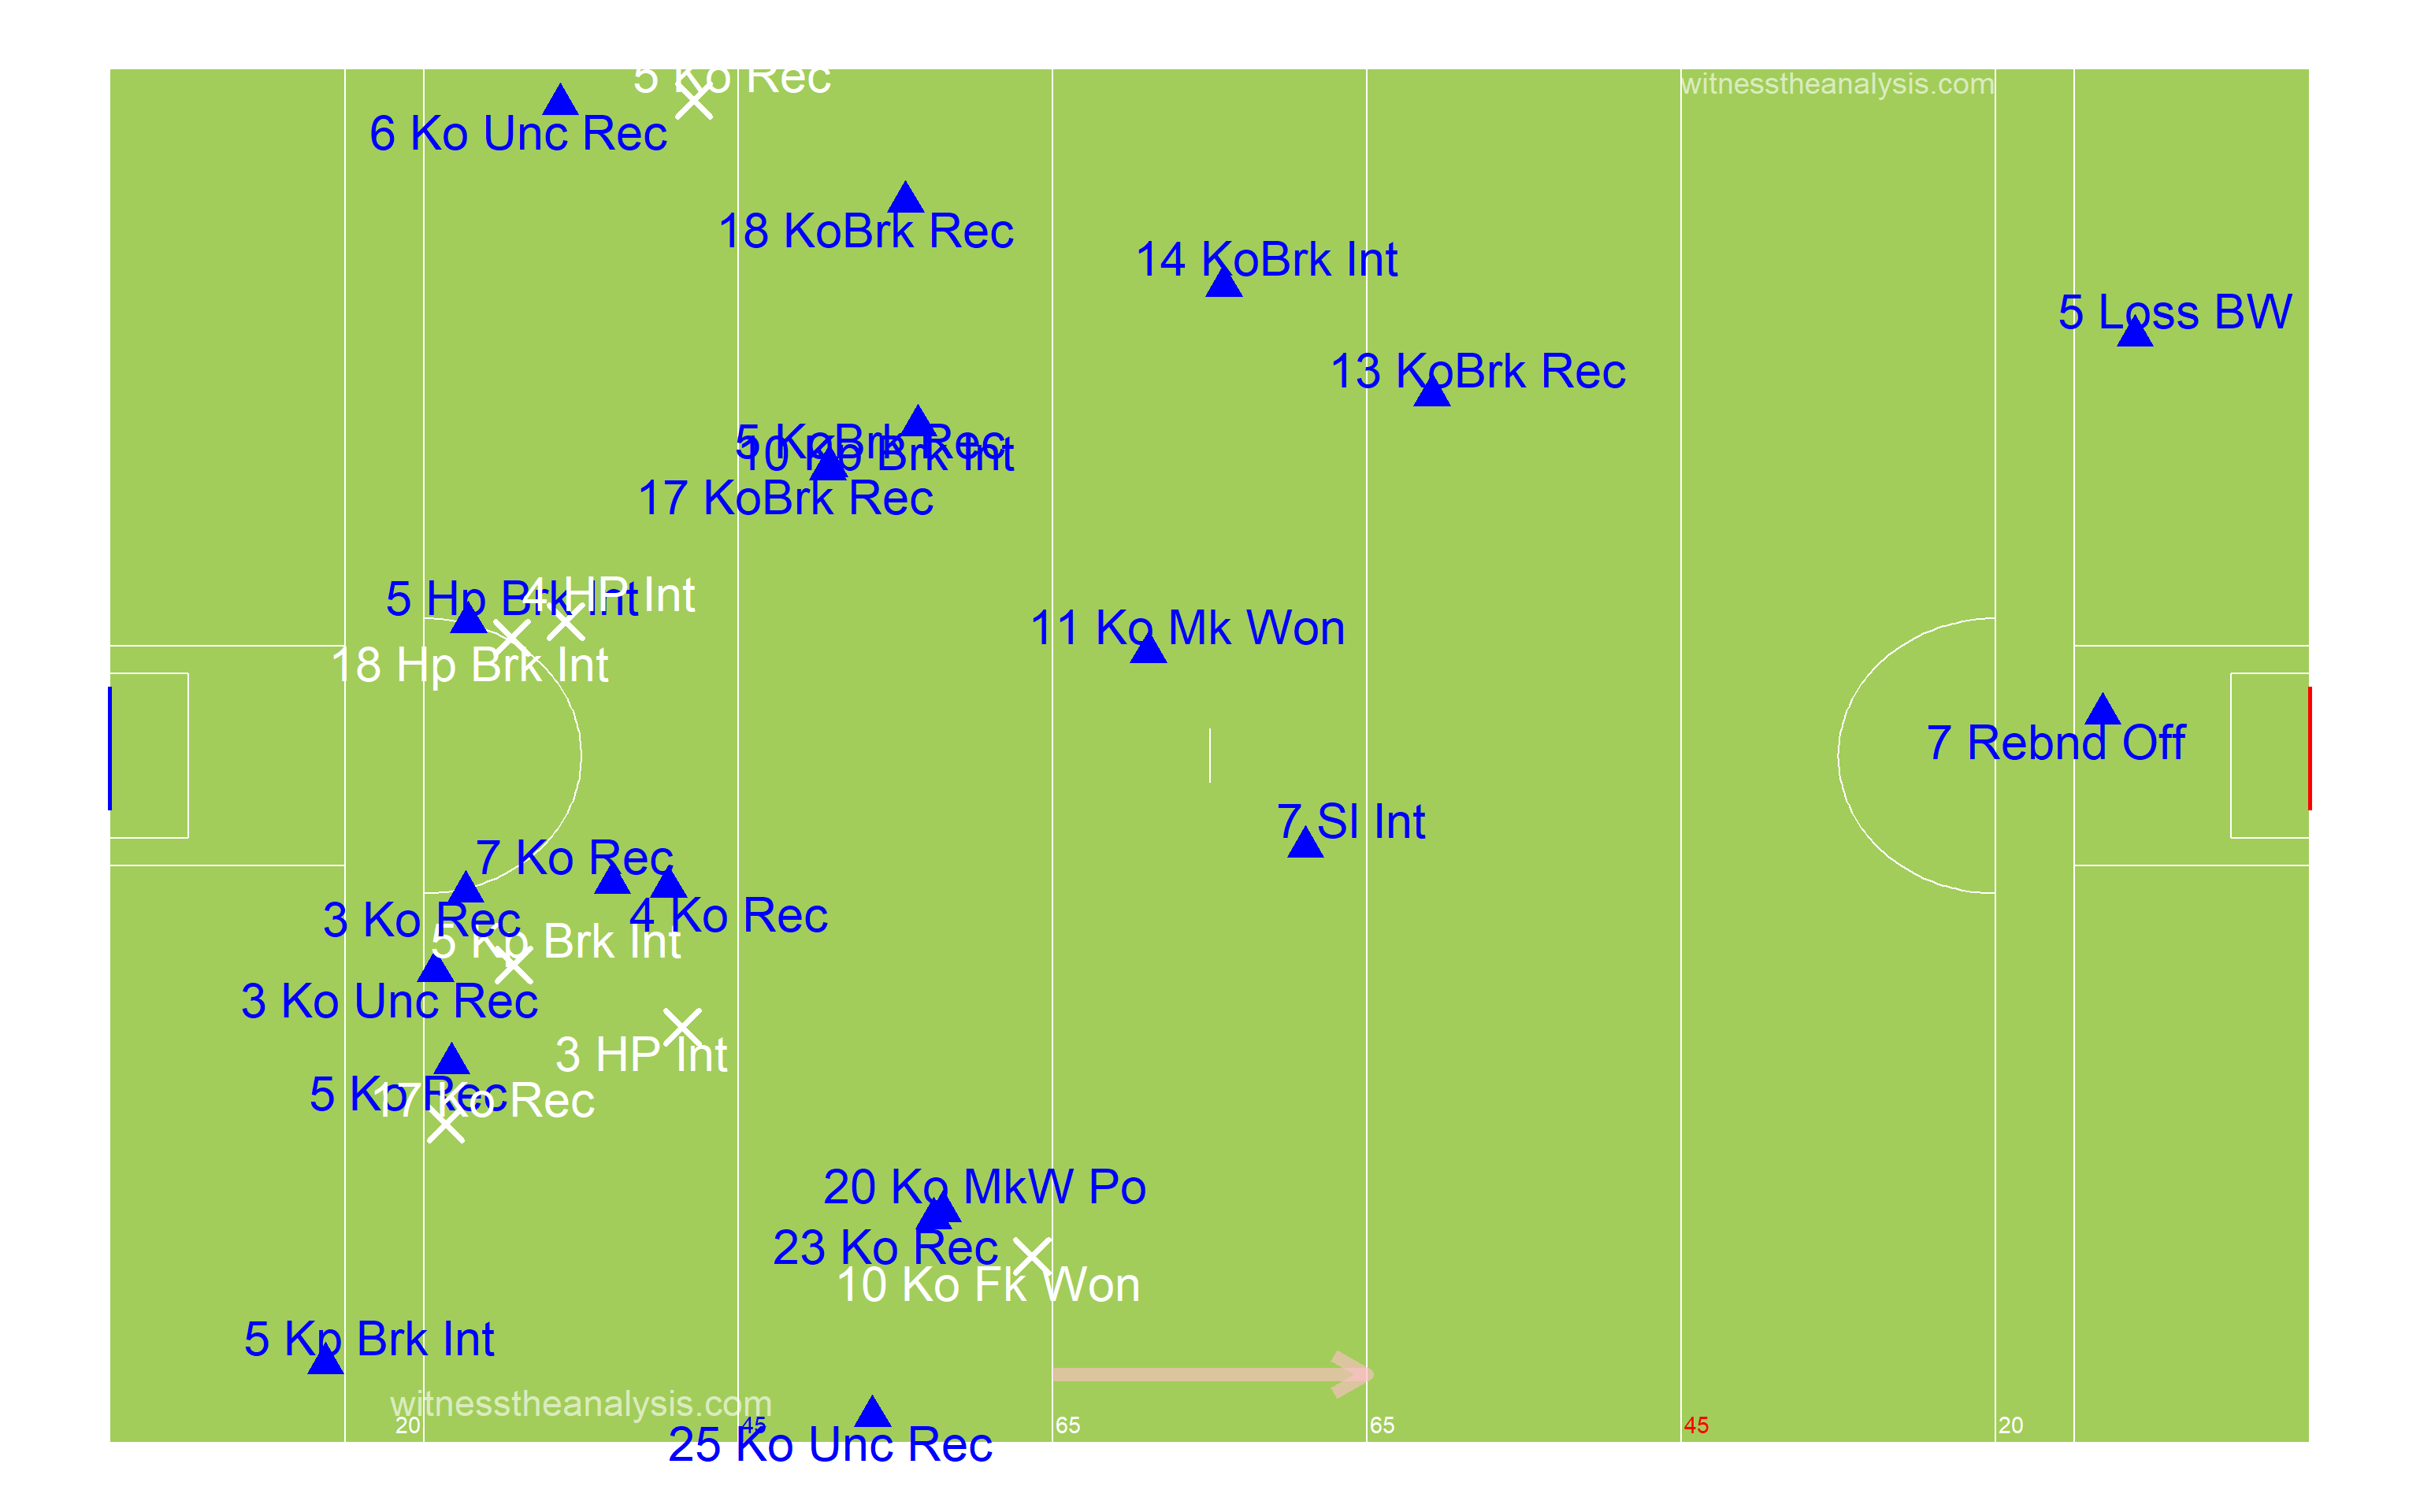 5 Ko Rec
witnesstheanalysis.com
6 Ko Unc Rec
18 KoBrk Rec
14 KoBrk Int
5 Loss BW
13 KoBrk Rec
5 KoBrk Rec
10 Kp Brk Int
17 KoBrk Rec
5 Hp Brk Int
4 HP Int
18 Hp Brk Int
11 Ko Mk Won
7 Rebnd Off
7 Sl Int
7 Ko Rec
3 Ko Rec
4 Ko Rec
5 Kp Brk Int
3 Ko Unc Rec
3 HP Int
5 Ko Rec
17 Ko Rec
20 Ko MkW Po
23 Ko Rec
10 Ko Fk Won
5 Kp Brk Int
witnesstheanalysis.com
20
45
65
65
45
20
25 Ko Unc Rec